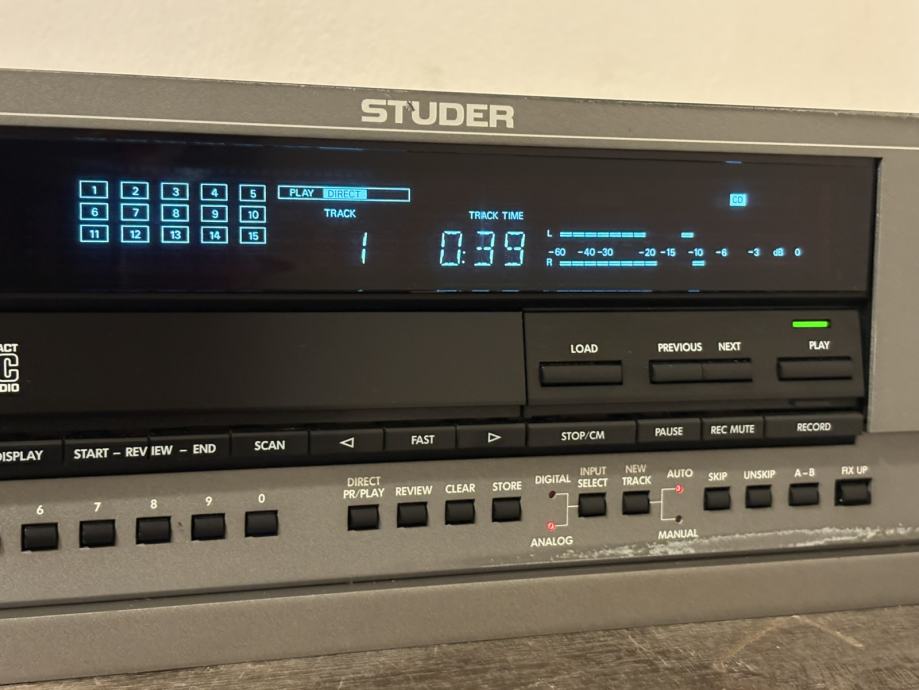 STUDER
1 2 3 4 5
6 7 8 9 10
11 12 13 14 15
PLAY DIRECT
CD
TRACK
TRACK TIME
1
0:39
L
-60 -40 -30 -20 -15 -10 -6 -3 dB 0
R
LOAD
PREVIOUS NEXT
PLAY
START – REVIEW – END
SCAN
FAST
STOP/CM
PAUSE
REC MUTE
RECORD
6 7 8 9 0
DIRECT
PR/PLAY
REVIEW
CLEAR
STORE
DIGITAL
ANALOG
INPUT
SELECT
NEW
TRACK
AUTO
MANUAL
SKIP
UNSKIP
A–B
FIX UP